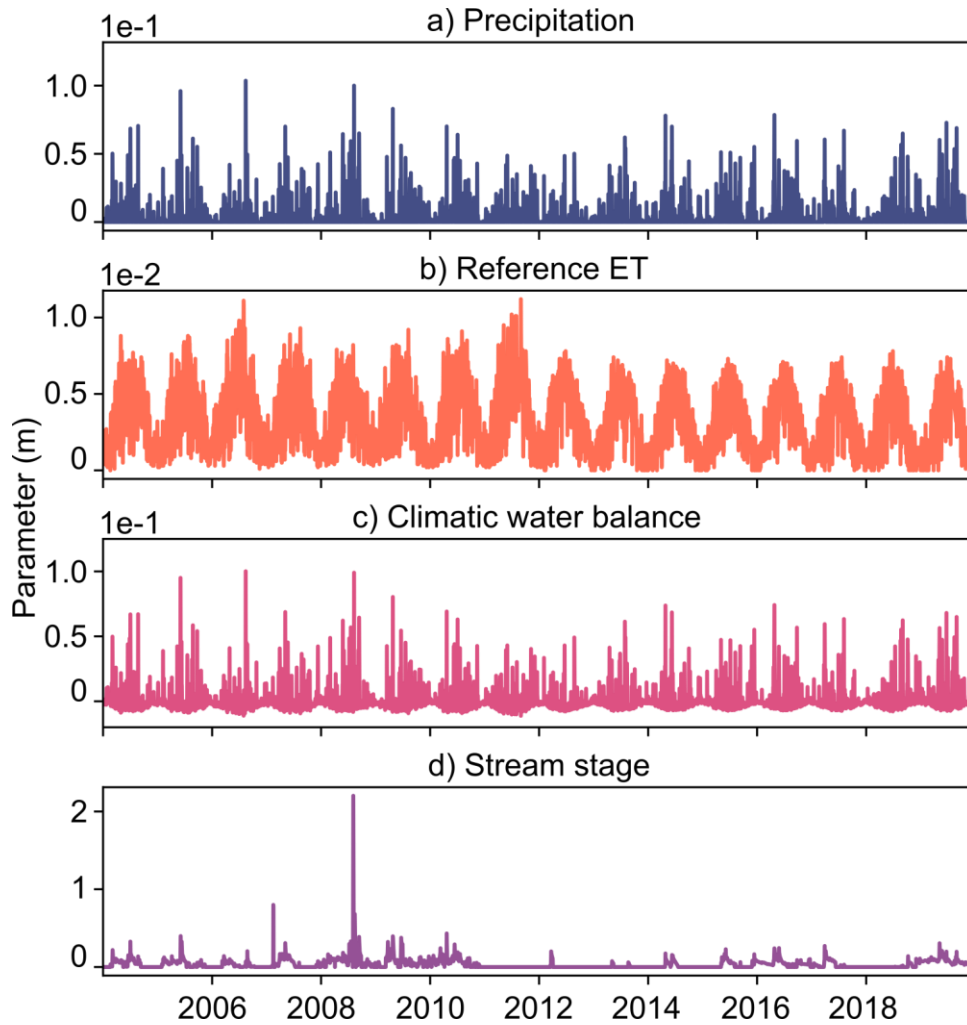 a) Precipitation
1e-1
1.0
0.5
0
b) Reference ET
1e-2
1.0
0.5
0
Parameter (m)
c) Climatic water balance
1e-1
1.0
0.5
0
d) Stream stage
2
1
0
2006 2008 2010 2012 2014 2016 2018